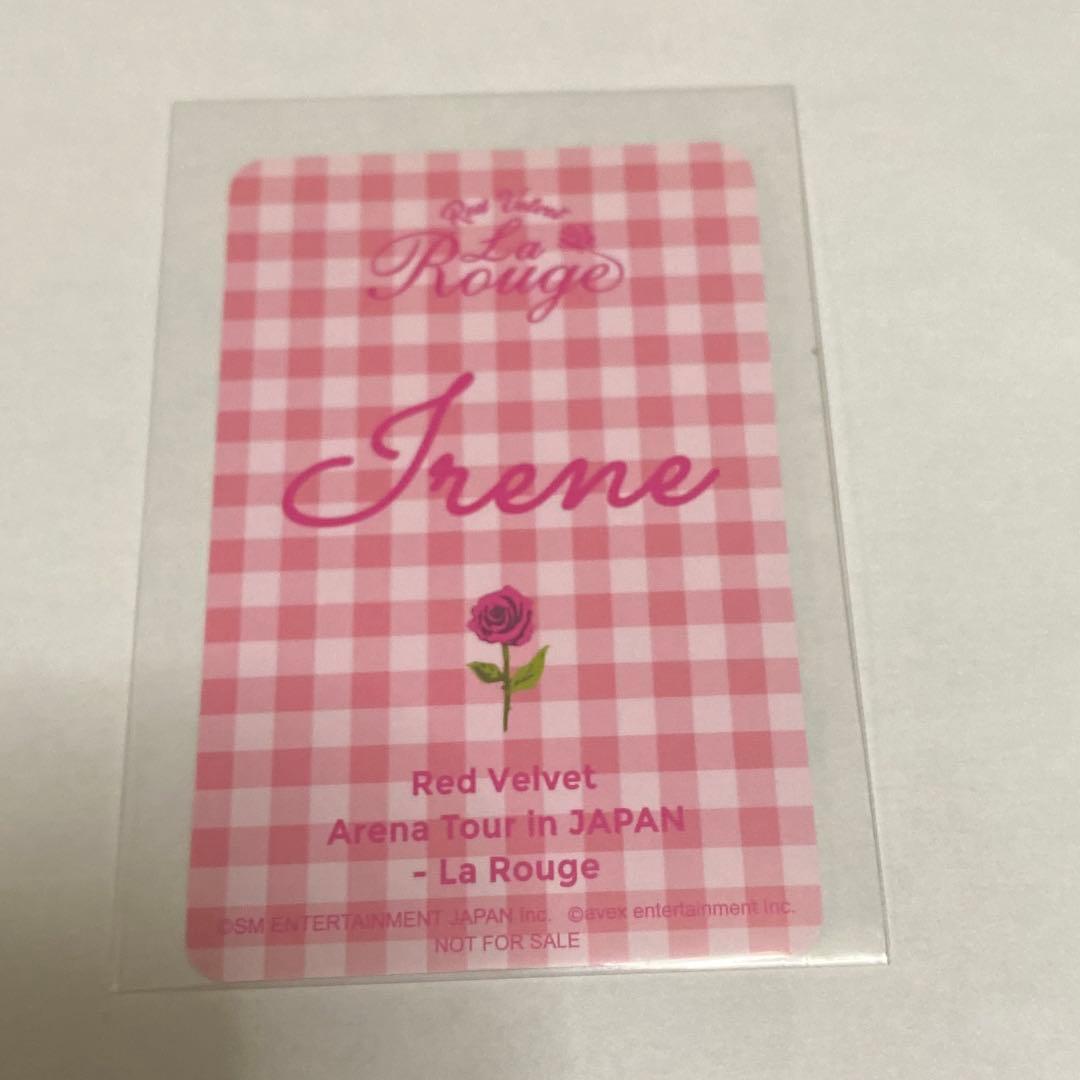 Red Velvet
La
Rouge
Irene
Red Velvet
Arena Tour in JAPAN
- La Rouge
©SM ENTERTAINMENT JAPAN Inc. ©avex entertainment Inc.
NOT FOR SALE